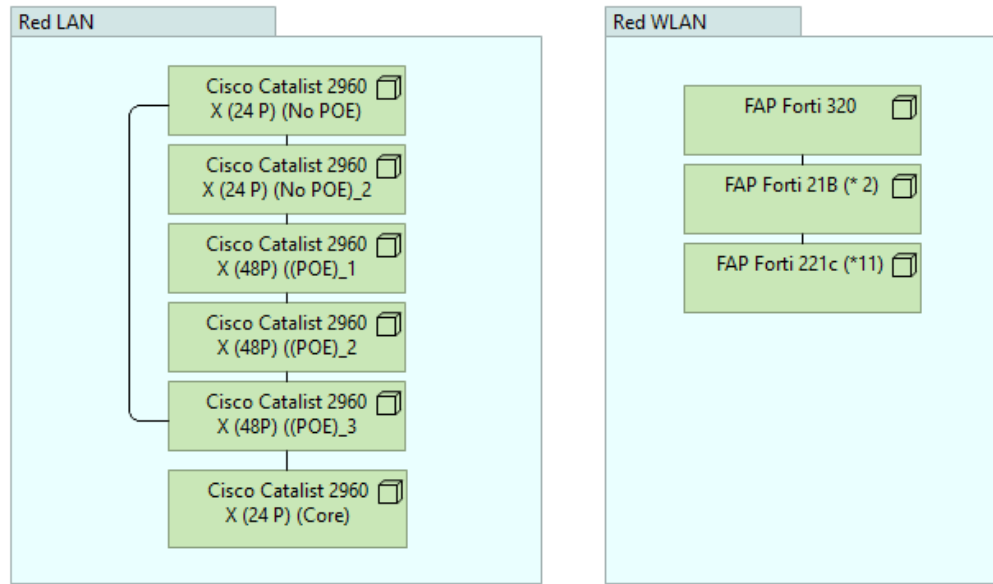 Red LAN
Cisco Catalist 2960
X (24 P) (No POE)
Cisco Catalist 2960
X (24 P) (No POE)_2
Cisco Catalist 2960
X (48P) ((POE)_1
Cisco Catalist 2960
X (48P) ((POE)_2
Cisco Catalist 2960
X (48P) ((POE)_3
Cisco Catalist 2960
X (24 P) (Core)
Red WLAN
FAP Forti 320
FAP Forti 21B (* 2)
FAP Forti 221c (*11)